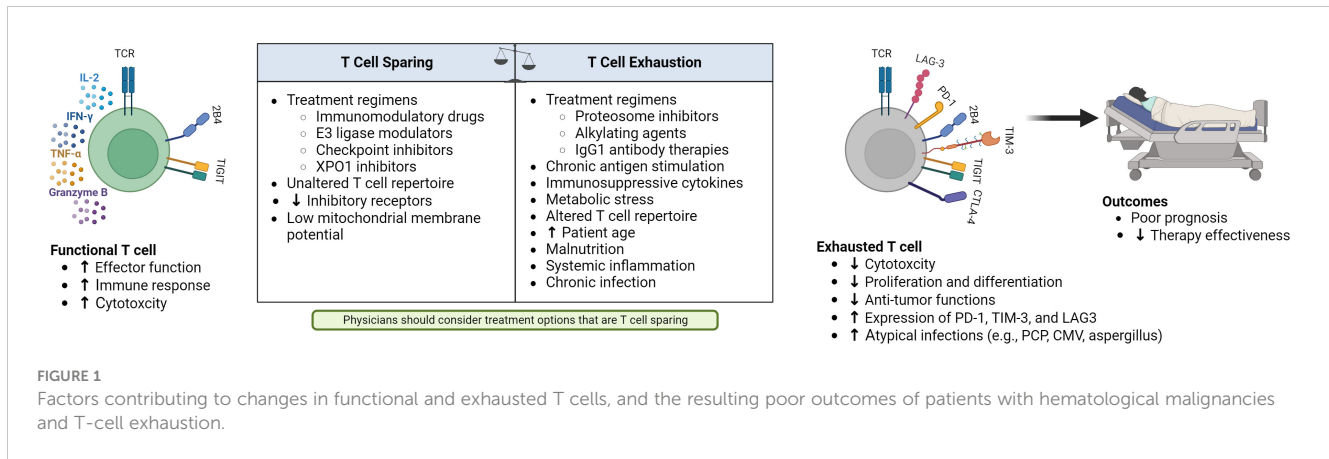 TCR
IL-2
IFN-γ
TNF-α
Granzyme B
2B4
TIGIT
Functional T cell
• ↑ Effector function
• ↑ Immune response
• ↑ Cytotoxcity
T Cell Sparing
• Treatment regimens
○ Immunomodulatory drugs
○ E3 ligase modulators
○ Checkpoint inhibitors
○ XPO1 inhibitors
• Unaltered T cell repertoire
• ↓ Inhibitory receptors
• Low mitochondrial membrane
potential
T Cell Exhaustion
• Treatment regimens
○ Proteosome inhibitors
○ Alkylating agents
○ IgG1 antibody therapies
• Chronic antigen stimulation
• Immunosuppressive cytokines
• Metabolic stress
• Altered T cell repertoire
• ↑ Patient age
• Malnutrition
• Systemic inflammation
• Chronic infection
Physicians should consider treatment options that are T cell sparing
TCR
LAG-3
PD-1
2B4
TIM-3
TIGIT
CTLA-4
Exhausted T cell
• ↓ Cytotoxcity
• ↓ Proliferation and differentiation
• ↓ Anti-tumor functions
• ↑ Expression of PD-1, TIM-3, and LAG3
• ↑ Atypical infections (e.g., PCP, CMV, aspergillus)
Outcomes
• Poor prognosis
• ↓ Therapy effectiveness
FIGURE 1
Factors contributing to changes in functional and exhausted T cells, and the resulting poor outcomes of patients with hematological malignancies
and T-cell exhaustion.